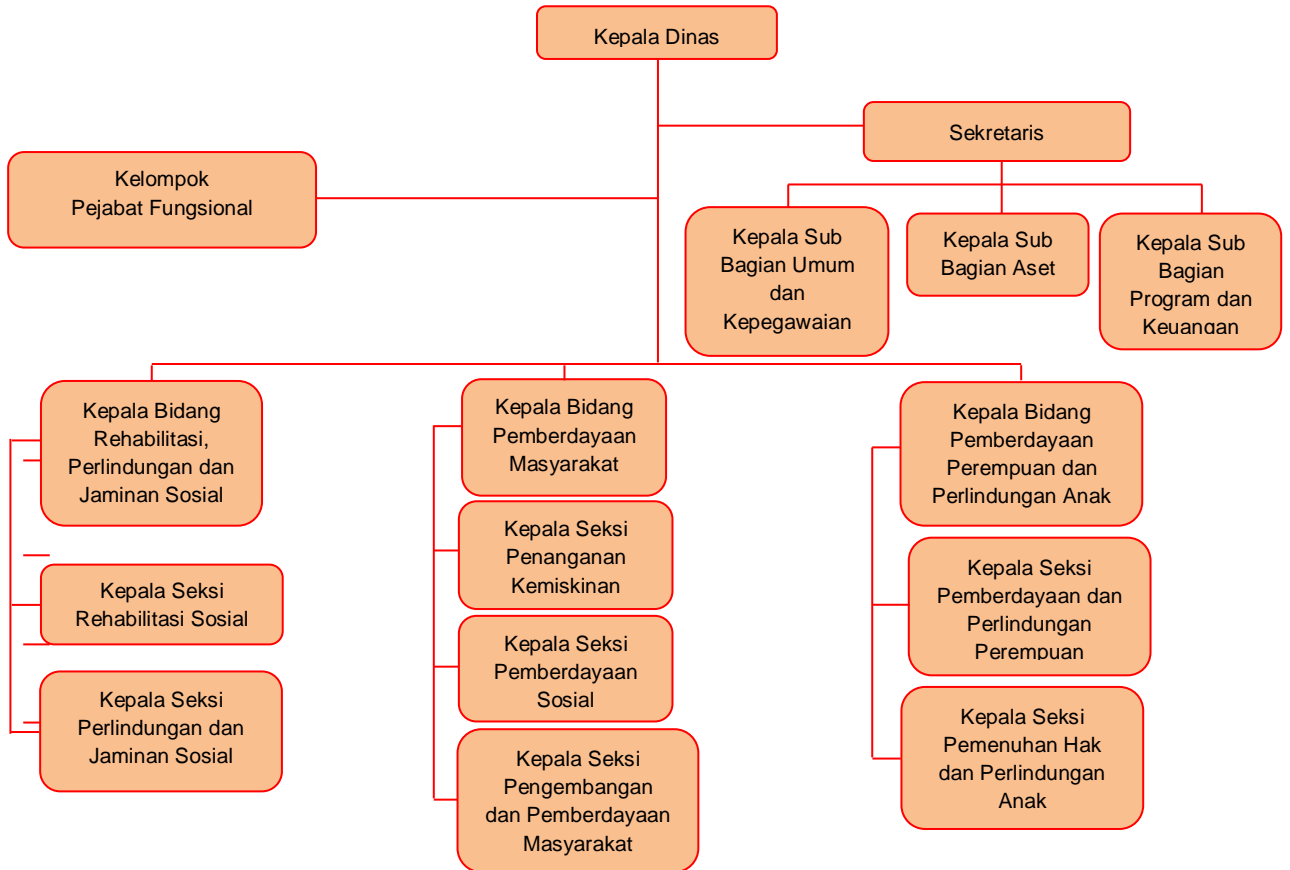 Kepala Dinas
Sekretaris
Kelompok
Pejabat Fungsional
Kepala Sub
Bagian Umum
dan
Kepegawaian
Kepala Sub
Bagian Aset
Kepala Sub
Bagian
Program dan
Keuangan
Kepala Bidang
Rehabilitasi,
Perlindungan dan
Jaminan Sosial
Kepala Seksi
Rehabilitasi Sosial
Kepala Seksi
Perlindungan dan
Jaminan Sosial
Kepala Bidang
Pemberdayaan
Masyarakat
Kepala Seksi
Penanganan
Kemiskinan
Kepala Seksi
Pemberdayaan
Sosial
Kepala Seksi
Pengembangan
dan Pemberdayaan
Masyarakat
Kepala Bidang
Pemberdayaan
Perempuan dan
Perlindungan Anak
Kepala Seksi
Pemberdayaan dan
Perlindungan
Perempuan
Kepala Seksi
Pemenuhan Hak
dan Perlindungan
Anak